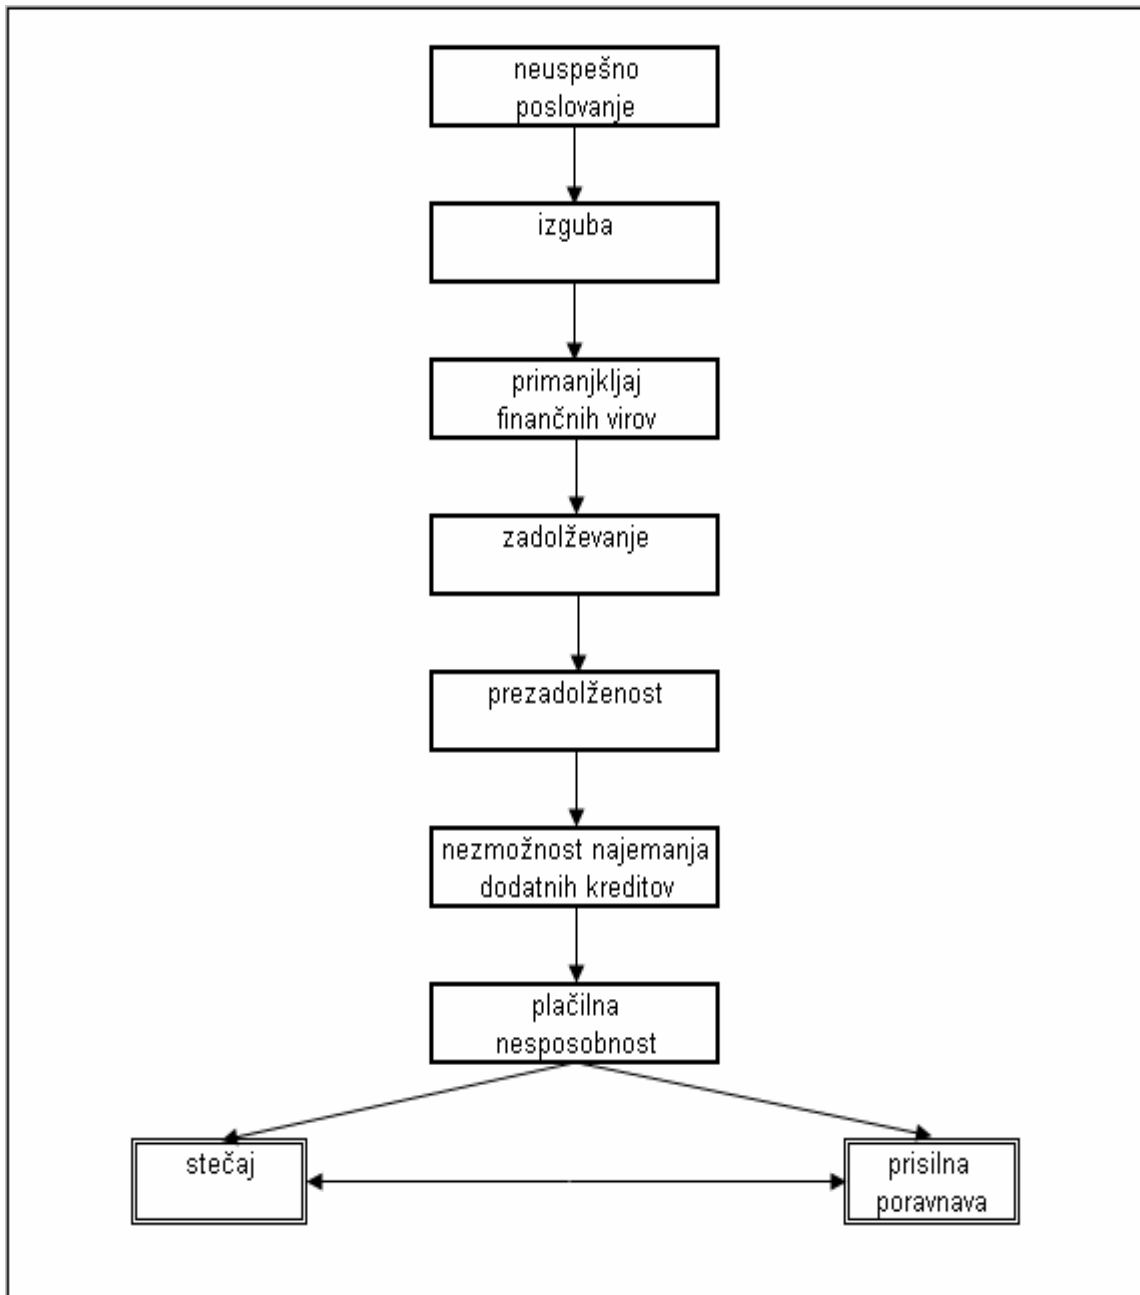 neuspešno
poslovanje
izguba
primanjkljaj
finančnih virov
zadolževanje
prezadolženost
nezmožnost najemanja
dodatnih kreditov
plačilna
nesposobnost
stečaj
prisilna
poravnava